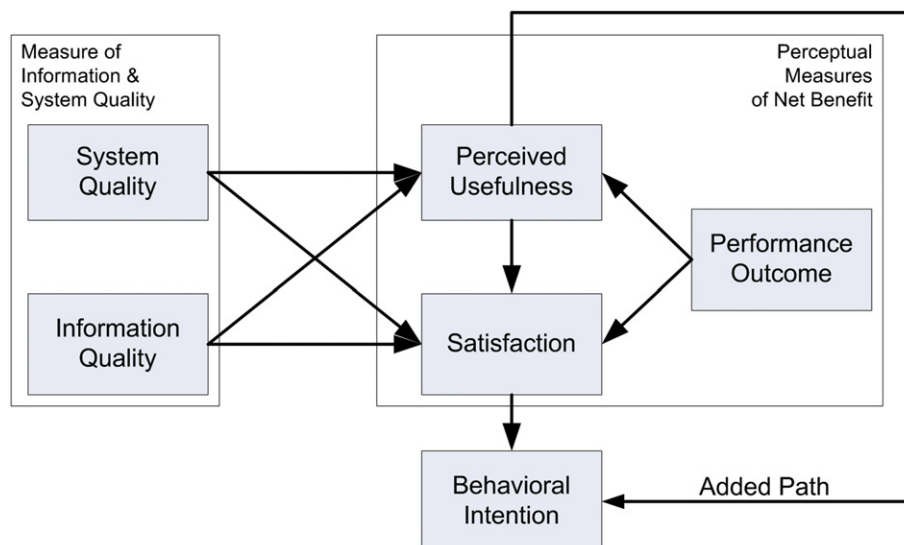 Measure of
Information &
System Quality
Perceptual
Measures
of Net Benefit
System
Quality
Perceived
Usefulness
Performance
Outcome
Information
Quality
Satisfaction
Behavioral
Intention
Added Path